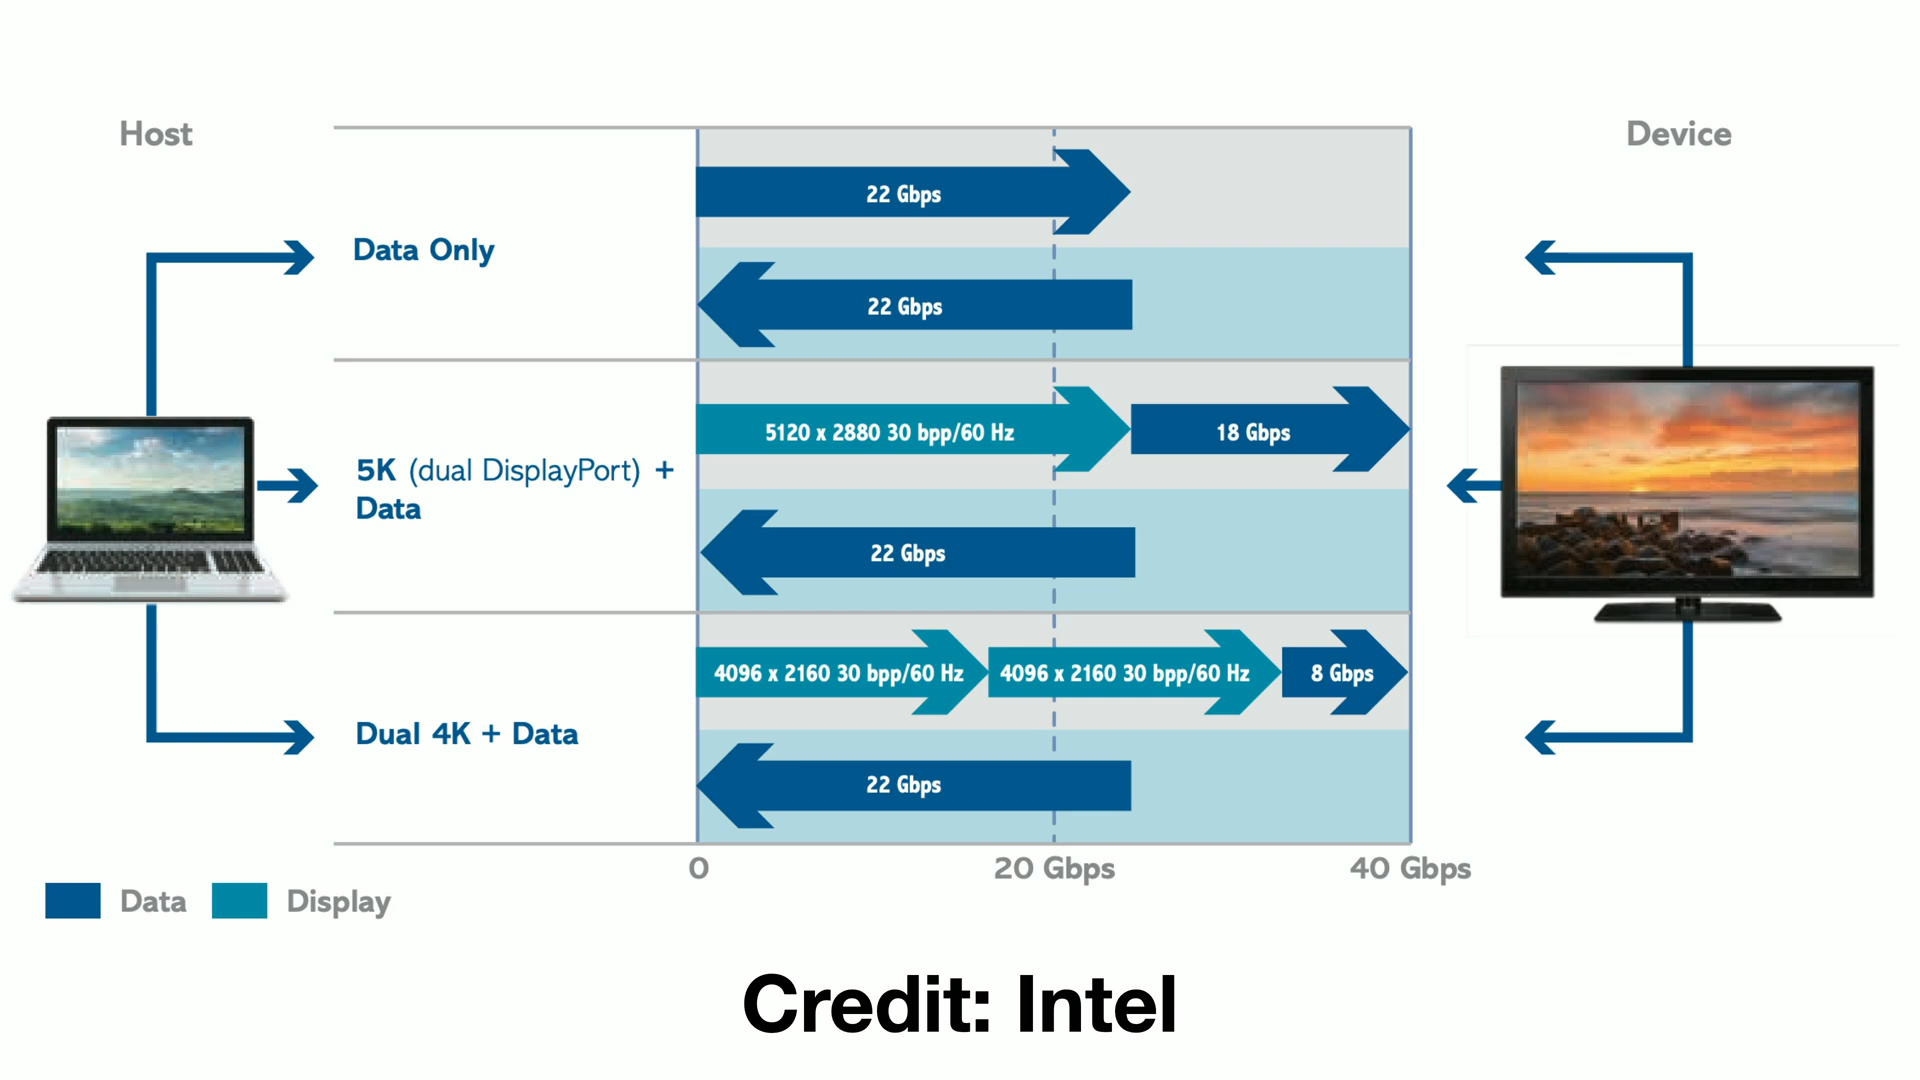 Host
Device
22 Gbps
Data Only
22 Gbps
5120 x 2880 30 bpp/60 Hz
18 Gbps
5K (dual DisplayPort) +
Data
22 Gbps
4096 x 2160 30 bpp/60 Hz
4096 x 2160 30 bpp/60 Hz
8 Gbps
Dual 4K + Data
22 Gbps
0
20 Gbps
40 Gbps
Data
Display
Credit: Intel